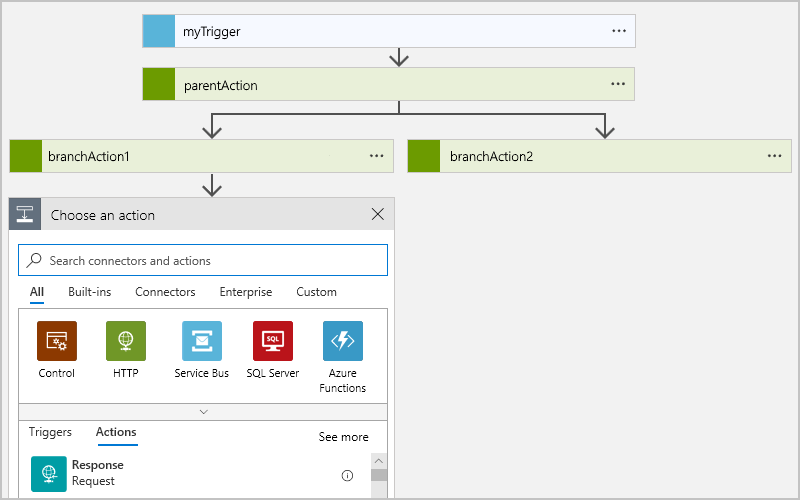 myTrigger
parentAction
branchAction1
branchAction2
Choose an action
Search connectors and actions
All Built-ins Connectors Enterprise Custom
Control HTTP Service Bus SQL SQL Server Azure
Functions
Triggers Actions See more
Response
Request